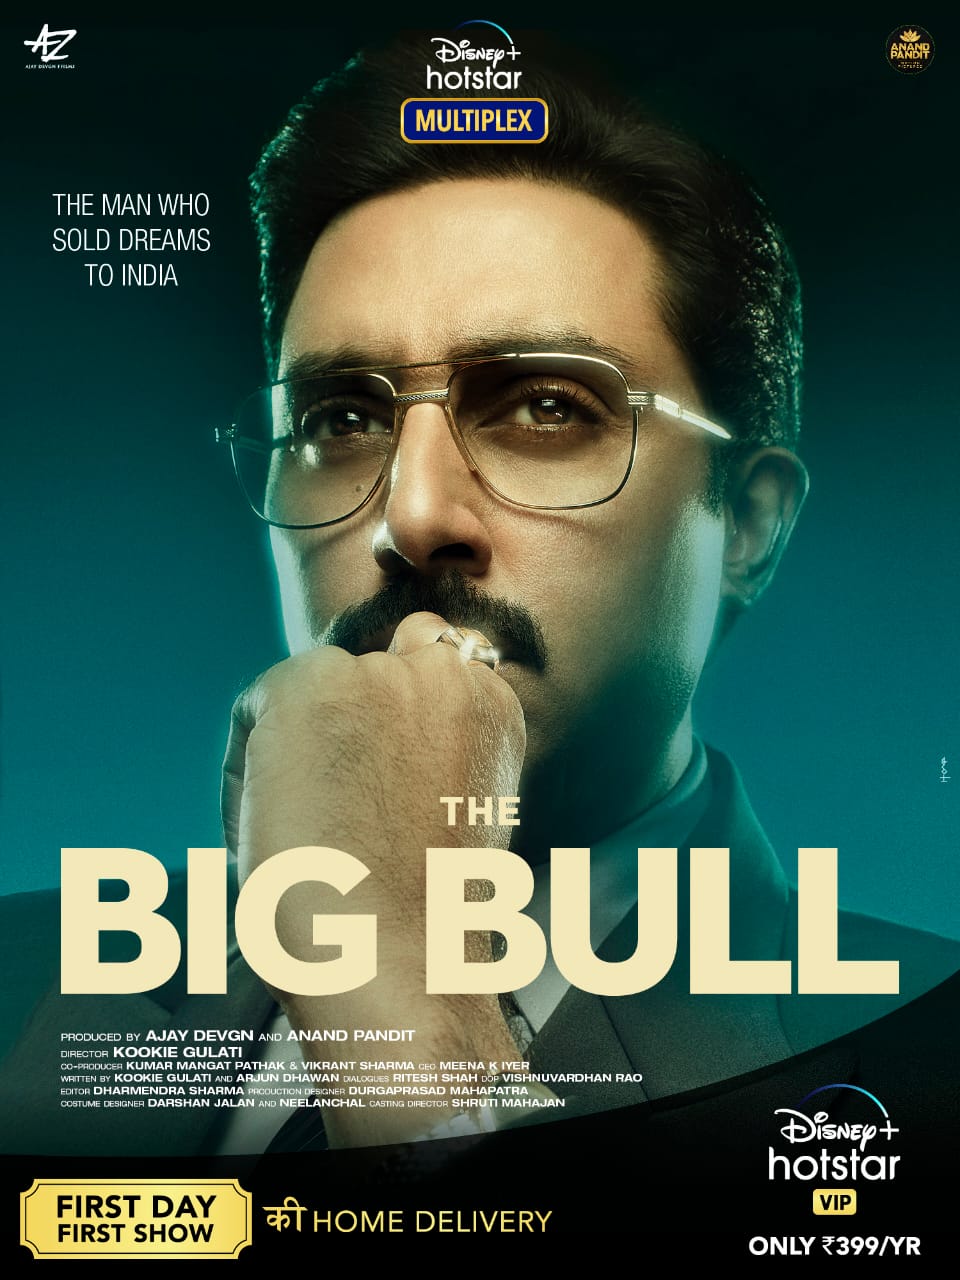 AZ
AJAY DEVGN FFILMS
Disney+
hotstar
MULTIPLEX
ANAND
PANDIT
THE MAN WHO
SOLD DREAMS
TO INDIA
THE
BIG BULL
PRODUCED BY AJAY DEVGN AND ANAND PANDIT
DIRECTOR KOOKIE GULATI
CO-PRODUCER KUMAR MANGAT PATHAK & VIKRANT SHARMA CEO MEENA K IYER
WRITTEN BY KOOKIE GULATI AND ARJUN DHAWAN DIALOGUES RITESH SHAH DOP VISHNUVARDHAN RAO
EDITOR DHARMENDRA SHARMA PRODUCTION DESIGNER DURGAPRASAD MAHAPATRA
COSTUME DESIGNER DARSHAN JALAN AND NEELANCHAL CASTING DIRECTOR SHRUTI MAHAJAN
Disney+
hotstar
VIP
ONLY ₹399/YR
FIRST DAY
FIRST SHOW
की HOME DELIVERY